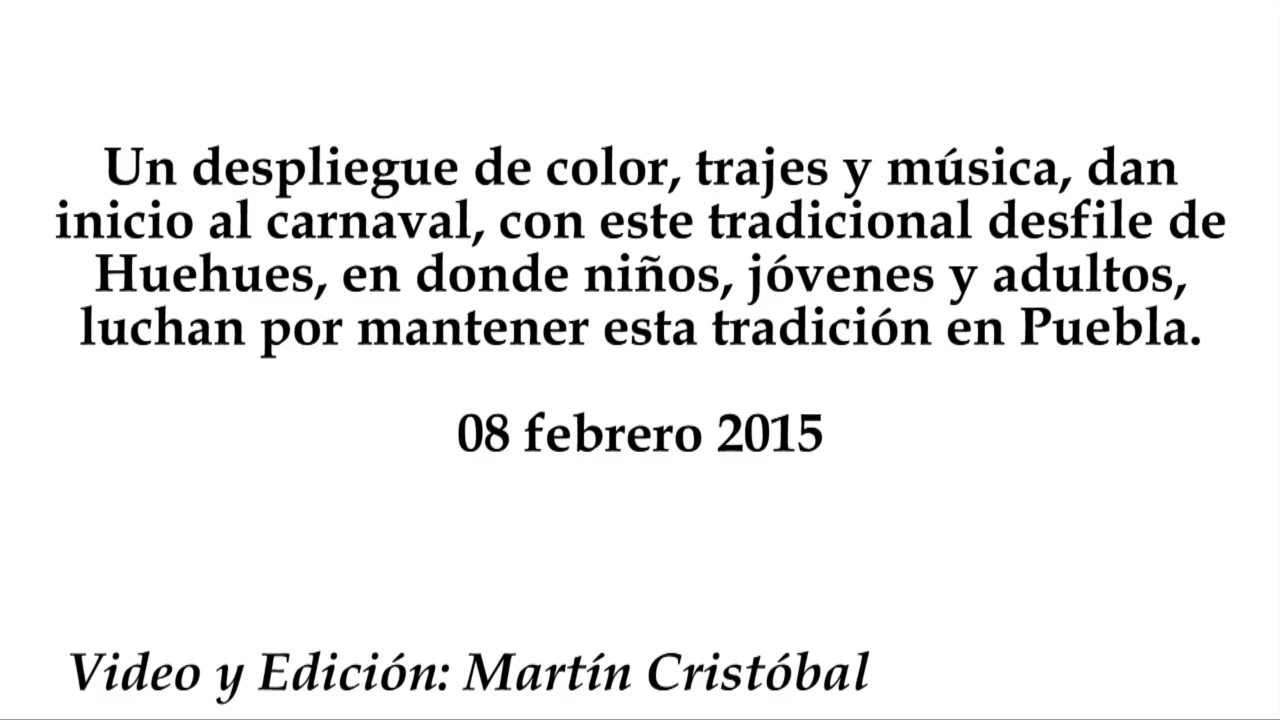 Un despliegue de color, trajes y música, dan
inicio al carnaval, con este tradicional desfile de
Huehues, en donde niños, jóvenes y adultos,
luchan por mantener esta tradición en Puebla.
08 febrero 2015
Video y Edición: Martín Cristóbal